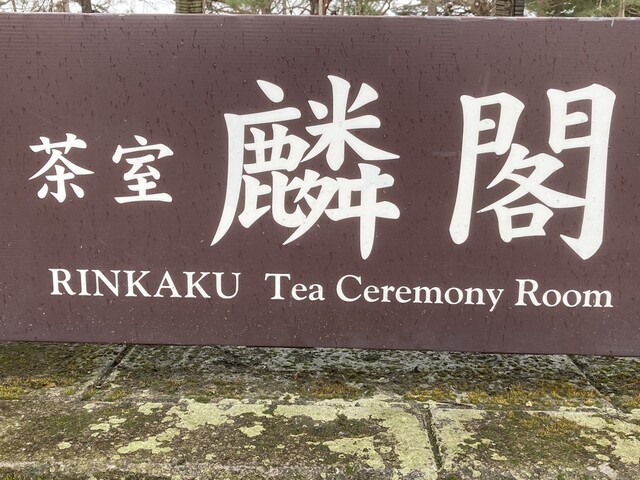 茶室 麟閣
RINKAKU Tea Ceremony Room